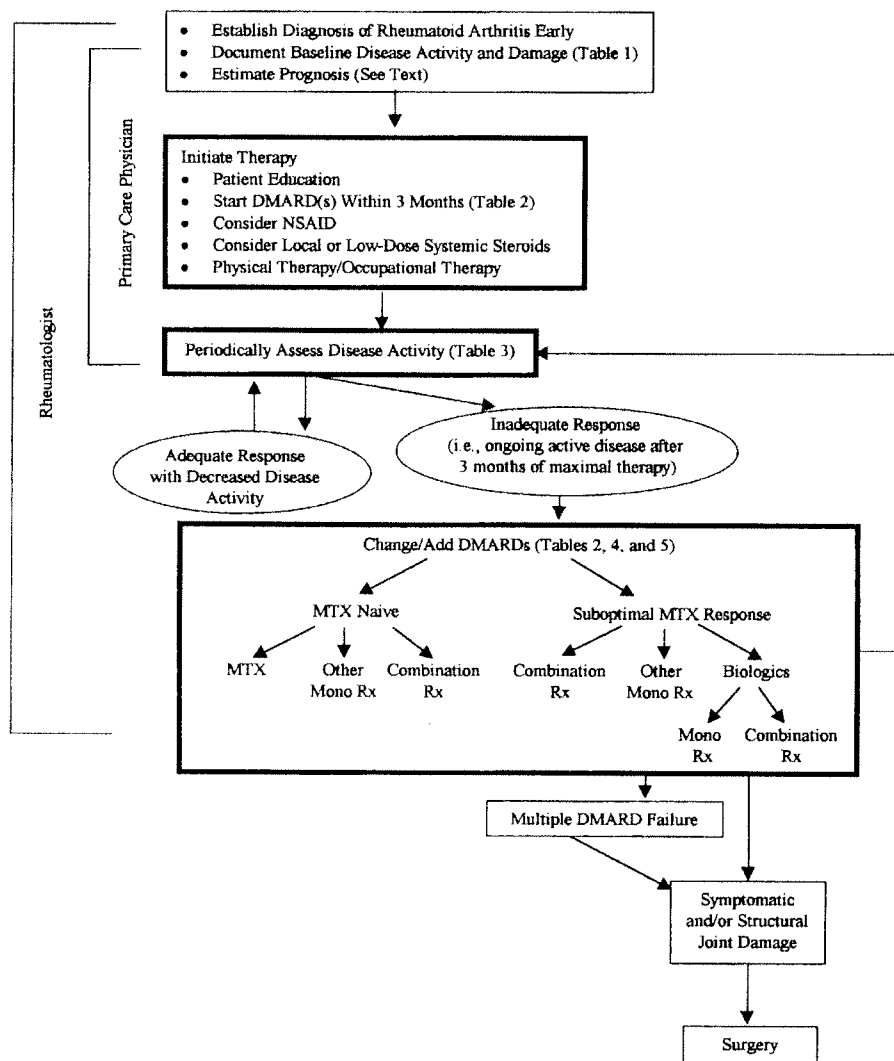 • Establish Diagnosis of Rheumatoid Arthritis Early
• Document Baseline Disease Activity and Damage (Table 1)
• Estimate Prognosis (See Text)
Primary Care Physician
Rheumatologist
Initiate Therapy
• Patient Education
• Start DMARD(s) Within 3 Months (Table 2)
• Consider NSAID
• Consider Local or Low-Dose Systemic Steroids
• Physical Therapy/Occupational Therapy
Periodically Assess Disease Activity (Table 3)
Adequate Response
with Decreased Disease
Activity
Inadequate Response
(i.e., ongoing active disease after
3 months of maximal therapy)
Change/Add DMARDs (Tables 2, 4, and 5)
MTX Naive
Suboptimal MTX Response
MTX
Other
Mono Rx
Combination
Rx
Combination
Rx
Other
Mono Rx
Biologics
Mono
Rx
Combination
Rx
Multiple DMARD Failure
Symptomatic
and/or Structural
Joint Damage
Surgery